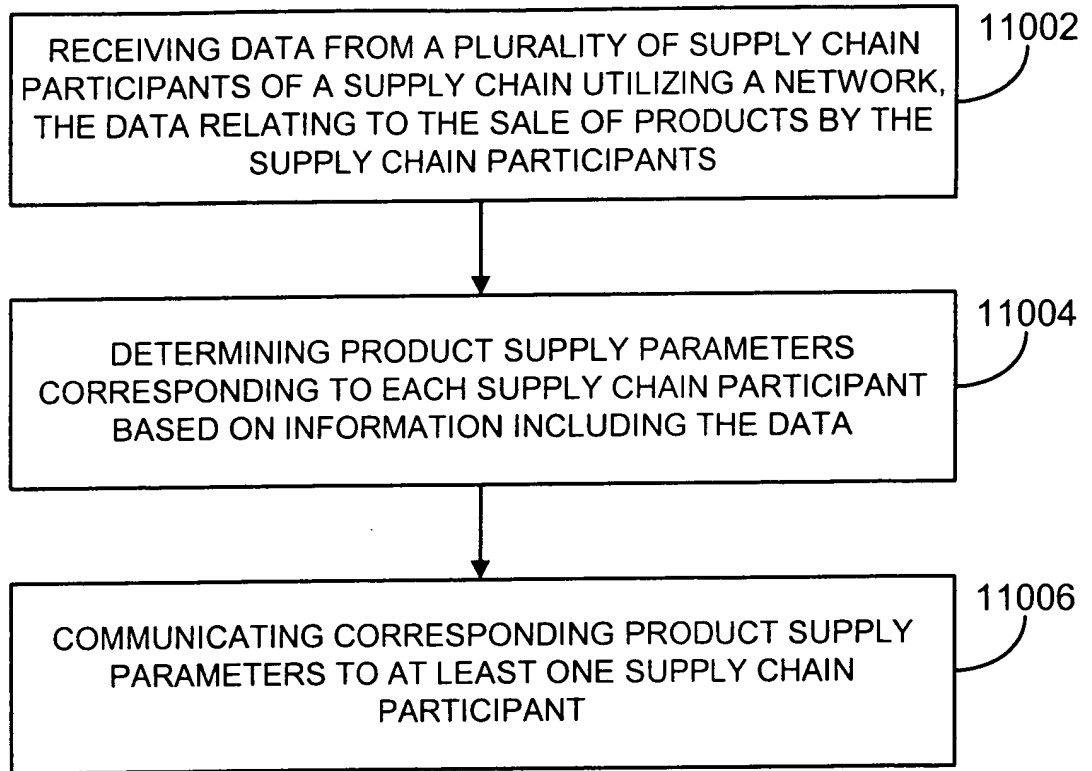 RECEIVING DATA FROM A PLURALITY OF SUPPLY CHAIN
PARTICIPANTS OF A SUPPLY CHAIN UTILIZING A NETWORK,
THE DATA RELATING TO THE SALE OF PRODUCTS BY THE
SUPPLY CHAIN PARTICIPANTS
11002
DETERMINING PRODUCT SUPPLY PARAMETERS
CORRESPONDING TO EACH SUPPLY CHAIN PARTICIPANT
BASED ON INFORMATION INCLUDING THE DATA
11004
COMMUNICATING CORRESPONDING PRODUCT SUPPLY
PARAMETERS TO AT LEAST ONE SUPPLY CHAIN
PARTICIPANT
11006